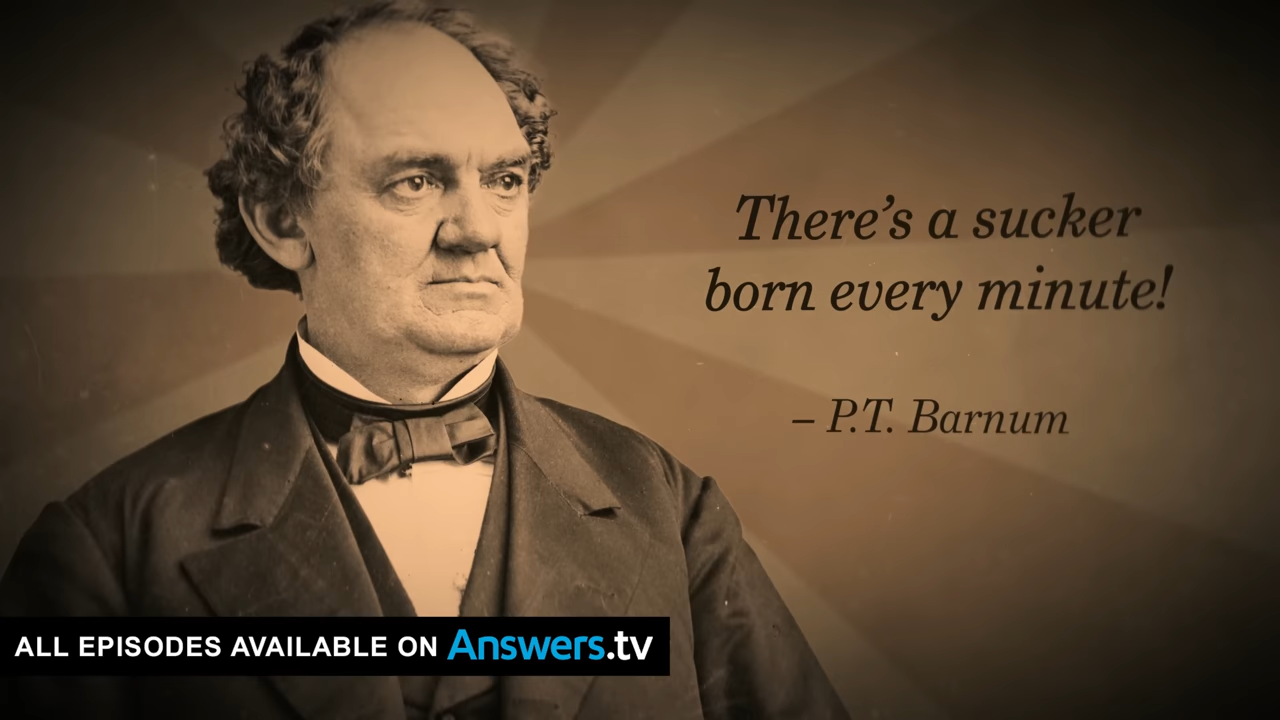 There's a sucker
born every minute!
– P.T. Barnum
ALL EPISODES AVAILABLE ON Answers.tv